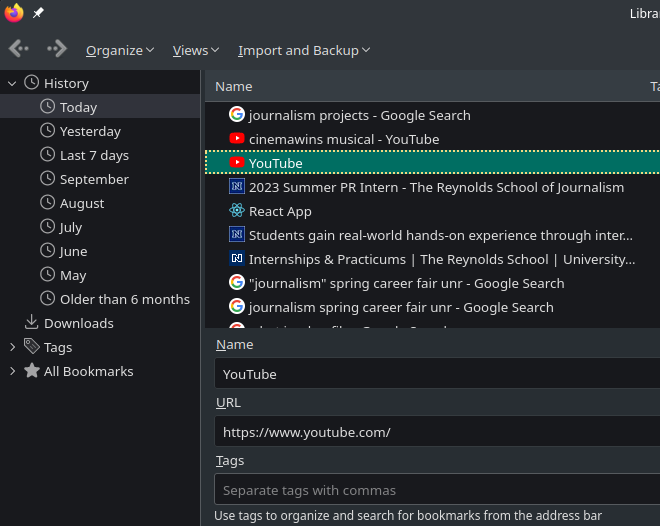 Libra
Organize
Views
Import and Backup
History
Today
Yesterday
Last 7 days
September
August
July
June
May
Older than 6 months
Downloads
Tags
All Bookmarks
Name
Ta
journalism projects - Google Search
cinemawins musical - YouTube
YouTube
2023 Summer PR Intern - The Reynolds School of Journalism
React App
Students gain real-world hands-on experience through inter...
Internships & Practicums | The Reynolds School | University...
"journalism" spring career fair unr - Google Search
journalism spring career fair unr - Google Search
Name
YouTube
URL
https://www.youtube.com/
Tags
Separate tags with commas
Use tags to organize and search for bookmarks from the address bar